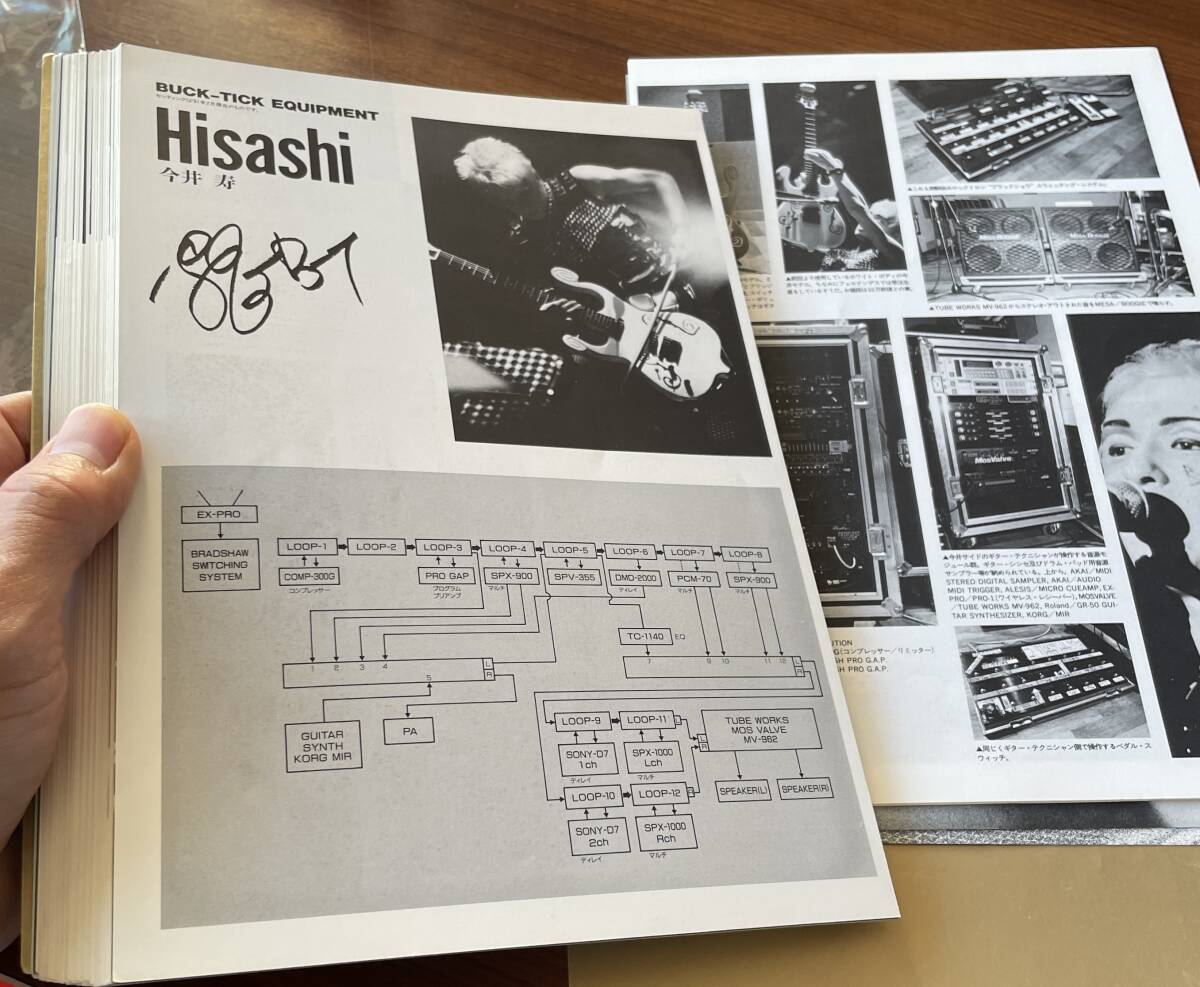 BUCK-TICK EQUIPMENT
Hisashi
今井 寿
EX-PRO
BRADSHAW
SWITCHING
SYSTEM
LOOP-1
LOOP-2
LOOP-3
LOOP-4
LOOP-5
LOOP-6
LOOP-7
LOOP-8
COMP-300G
コンプレッサー
PRO GAP
プログラム
プリアンプ
SPX-900
マルチ
SPV-355
DMD-2000
ディレイ
PCM-70
マルチ
SPX-900
マルチ
TC-1140
EQ
1 2 3 4
L
R
5
7 9 10 11 12
L
R
GUITAR
SYNTH
KORG MIR
PA
LOOP-9
LOOP-11
SONY-D7
1ch
ディレイ
SPX-1000
Lch
マルチ
L
R
TUBE WORKS
MOS VALVE
MV-962
LOOP-10
LOOP-12
SONY-D7
2ch
ディレイ
SPX-1000
Rch
マルチ
SPEAKER(L)
SPEAKER(R)
▲TUBE WORKS MV-962からステレオ・アウトされた音をMESA/BOOGIEで鳴らす。
MosValve
▲今井サイドのギター・テクニシャンが操作する音源モ
ジュール類。ギター・シンセ及びドラム・パッド用音源
サンプラー等が納められている。上から、AKAI/MIDI
STEREO DIGITAL SAMPLER, AKAI/AUDIO
MIDI TRIGGER, ALESIS/MICRO CUEAMP, EX-
PRO/PRO-1(ワイヤレス・レシーバー), MOSVALVE
/TUBE WORKS MV-962, Roland/GR-50 GUI-
TAR SYNTHESIZER, KORG/MIR
UTION
G(コンプレッサー/リミッター)
SH PRO G.A.P.
SH PRO G.A.P.
▲同じくギター・テクニシャン側で操作するペダル・ス
ウィッチ。